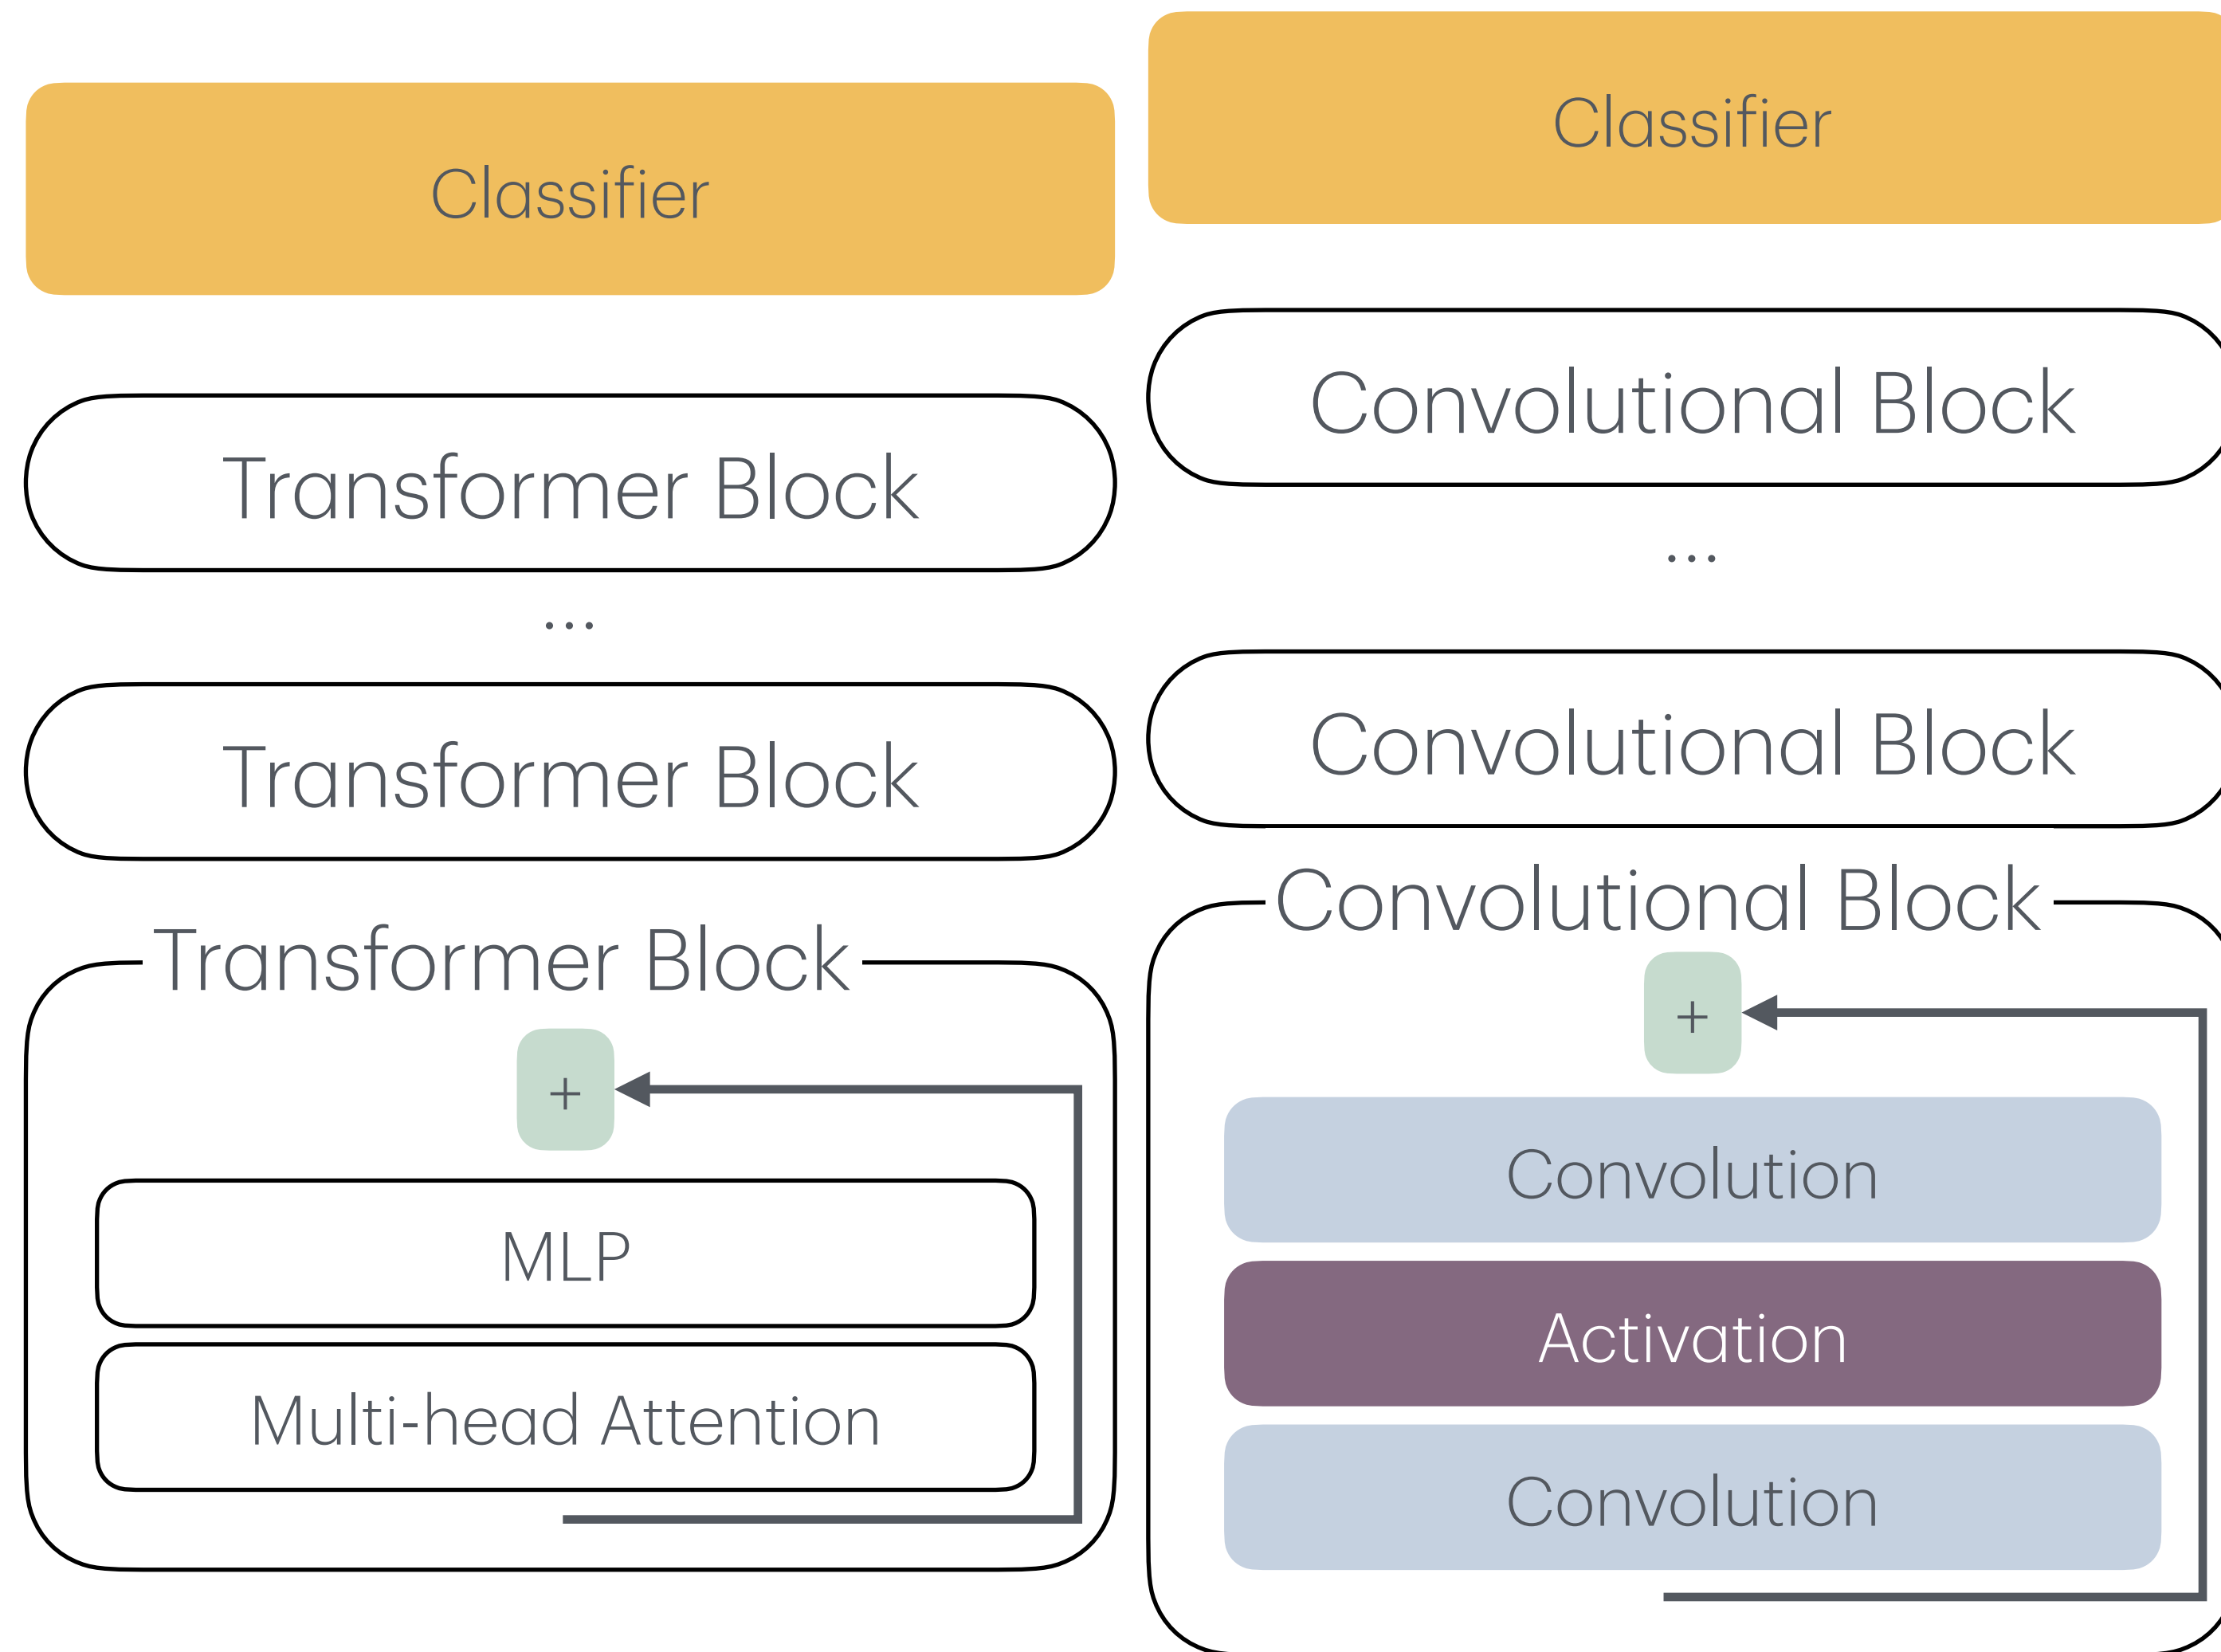 Classifier
Transformer Block
...
Transformer Block
Transformer Block
+
MLP
Multi-head Attention
Classifier
Convolutional Block
...
Convolutional Block
Convolutional Block
+
Convolution
Activation
Convolution